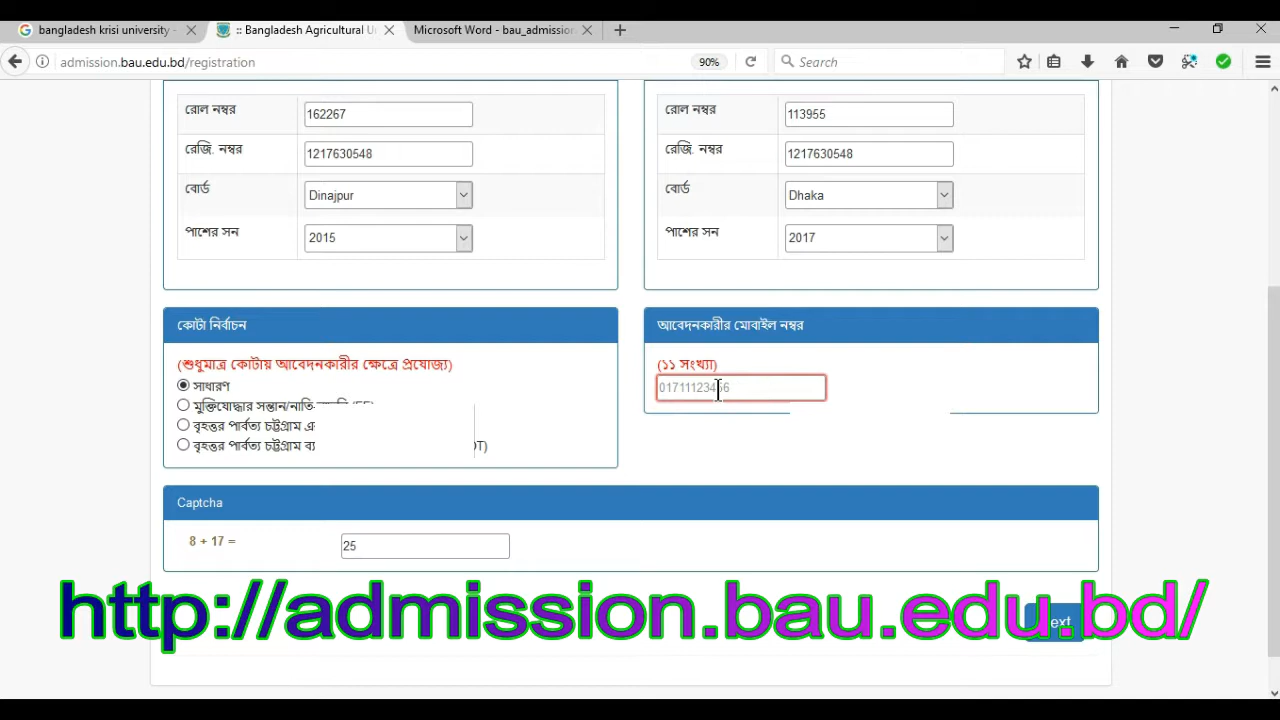 bangladesh krisi university -
:: Bangladesh Agricultural U
Microsoft Word - bau_admission
admission.bau.edu.bd/registration
90%
Search
রোল নম্বর
162267
রোল নম্বর
113955
রেজি. নম্বর
1217630548
রেজি. নম্বর
1217630548
বোর্ড
Dinajpur
বোর্ড
Dhaka
পাশের সন
2015
পাশের সন
2017
কোটা নির্বাচন
আবেদনকারীর মোবাইল নম্বর
(শুধুমাত্র কোটায় আবেদনকারীর ক্ষেত্রে প্রযোজ্য)
(১১ সংখ্যা)
01711123456
সাধারণ
মুক্তিযোদ্ধার সন্তান/নাতি
বৃহত্তর পার্বত্য চট্টগ্রাম এ
বৃহত্তর পার্বত্য চট্টগ্রাম ব্য
Captcha
8 + 17 =
25
http://admission.bau.edu.bd/